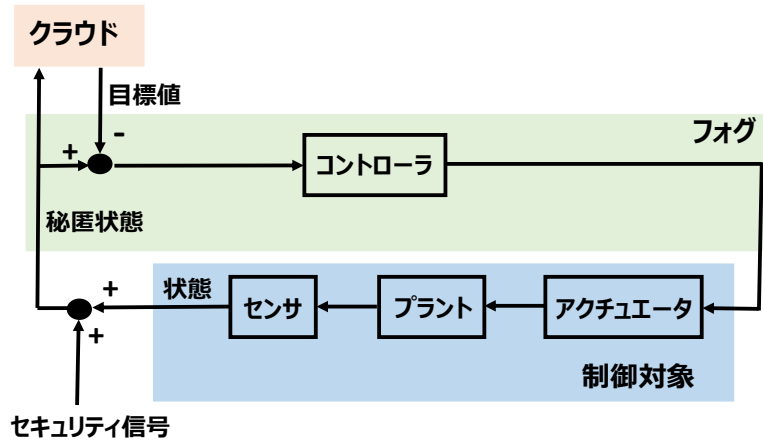 クラウド
目標値
-
フォグ
+
コントローラ
秘匿状態
+
状態
センサ
プラント
アクチュエータ
+
制御対象
セキュリティ信号